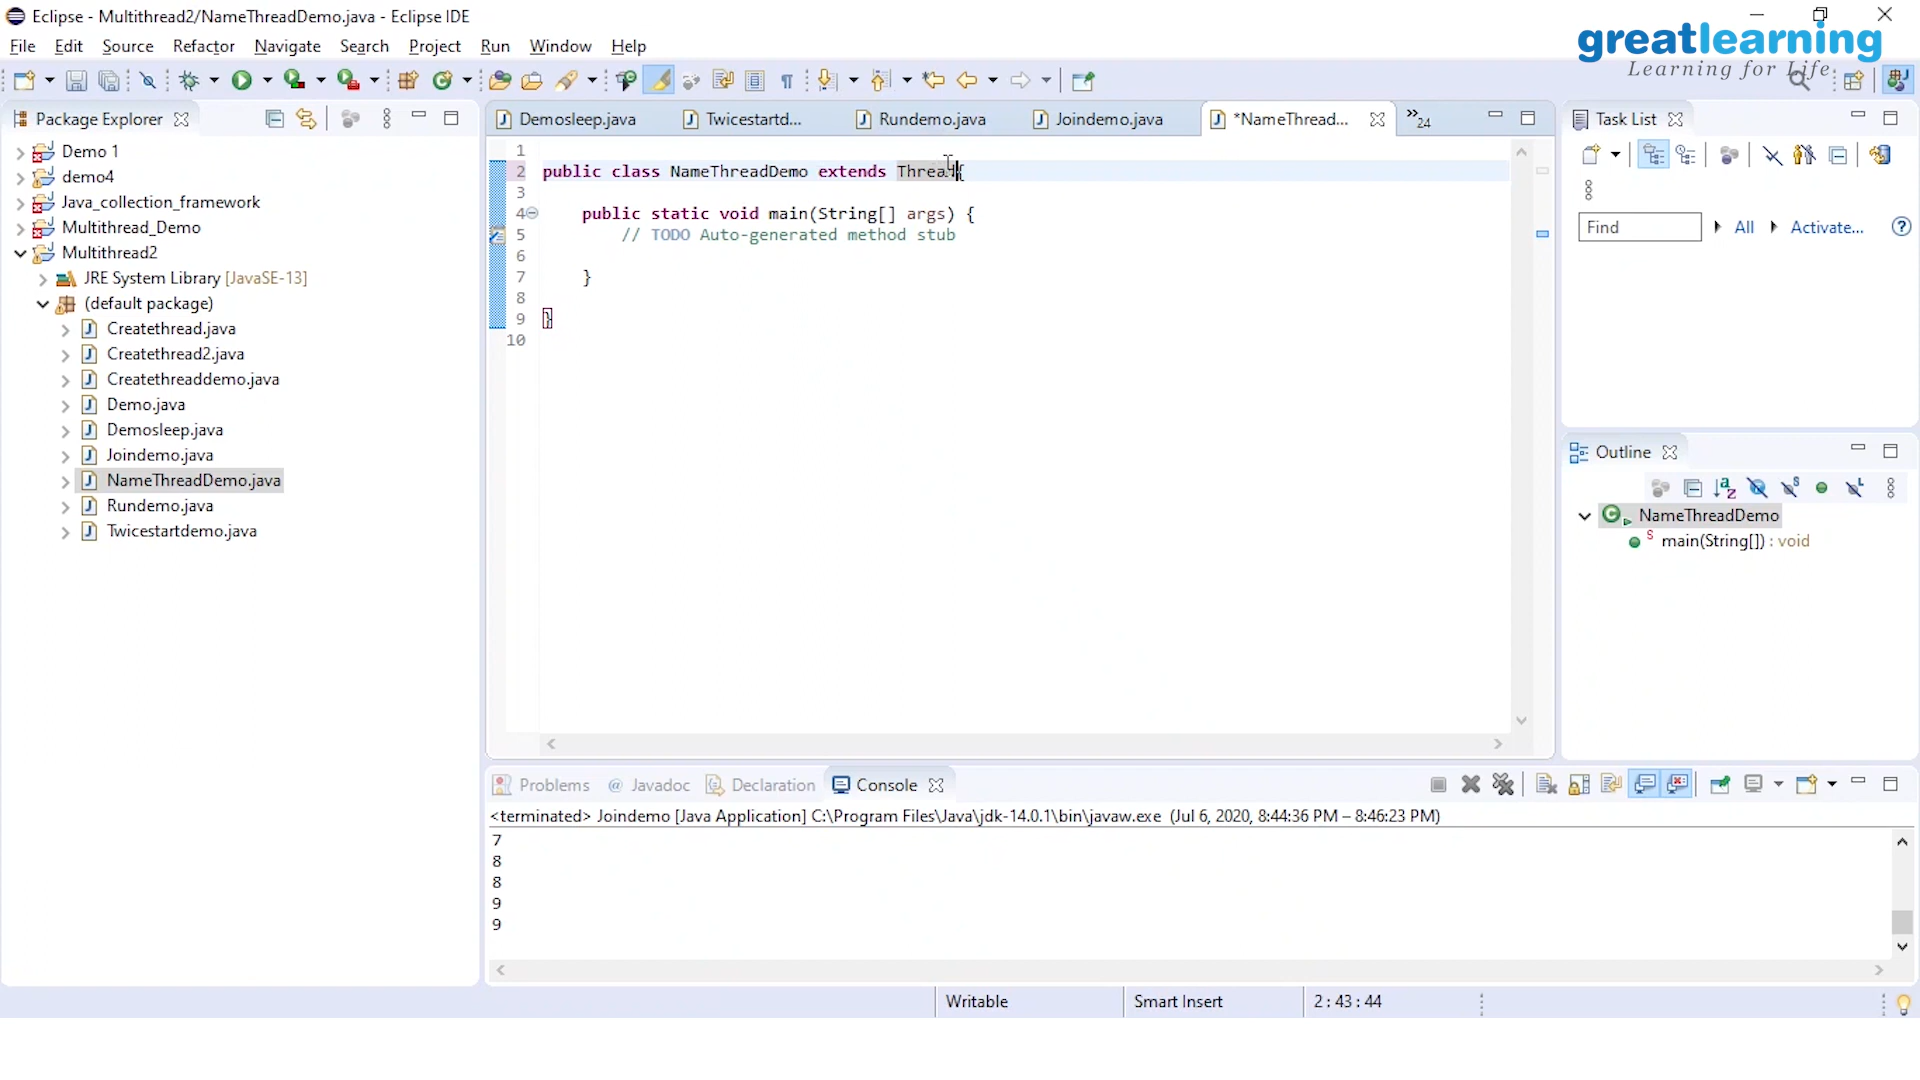 Eclipse - Multithread2/NameThreadDemo.java - Eclipse IDE
greatlearning
Learning for Life
File Edit Source Refactor Navigate Search Project Run Window Help
Package Explorer
Demo 1
demo4
Java_collection_framework
Multithread_Demo
Multithread2
JRE System Library [JavaSE-13]
(default package)
Createthread.java
Createthread2.java
Createthreaddemo.java
Demo.java
Demosleep.java
Joindemo.java
NameThreadDemo.java
Rundemo.java
Twicestartdemo.java
Demosleep.java Twicestartd... Rundemo.java Joindemo.java *NameThread... »24
1
2 public class NameThreadDemo extends Thread{
3
4 public static void main(String[] args) {
5 // TODO Auto-generated method stub
6
7 }
8
9 }
10
Task List
Find All Activate...
Outline
NameThreadDemo
main(String[]) : void
Problems Javadoc Declaration Console
<terminated> Joindemo [Java Application] C:\Program Files\Java\jdk-14.0.1\bin\javaw.exe (Jul 6, 2020, 8:44:36 PM – 8:46:23 PM)
7
8
8
9
9
Writable Smart Insert 2 : 43 : 44